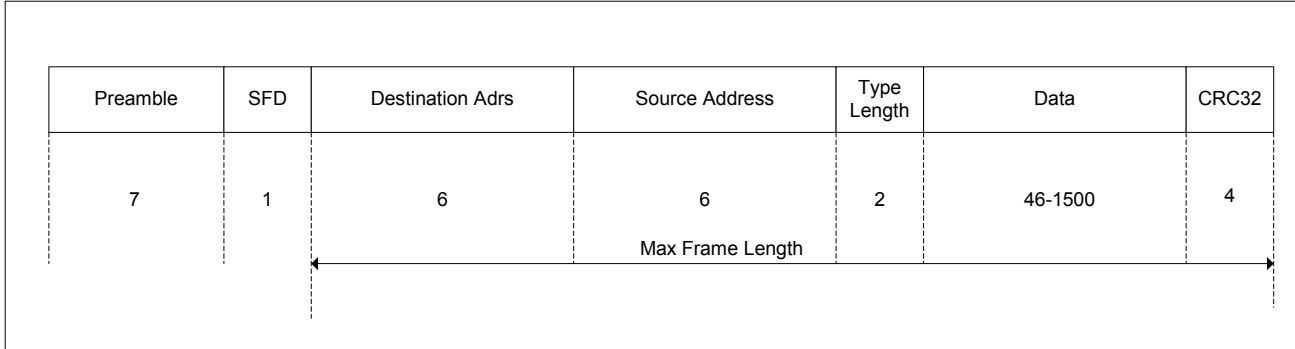 Preamble
SFD
Destination Adrs
Source Address
Type
Length
Data
CRC32
7
1
6
6
2
46-1500
4
Max Frame Length